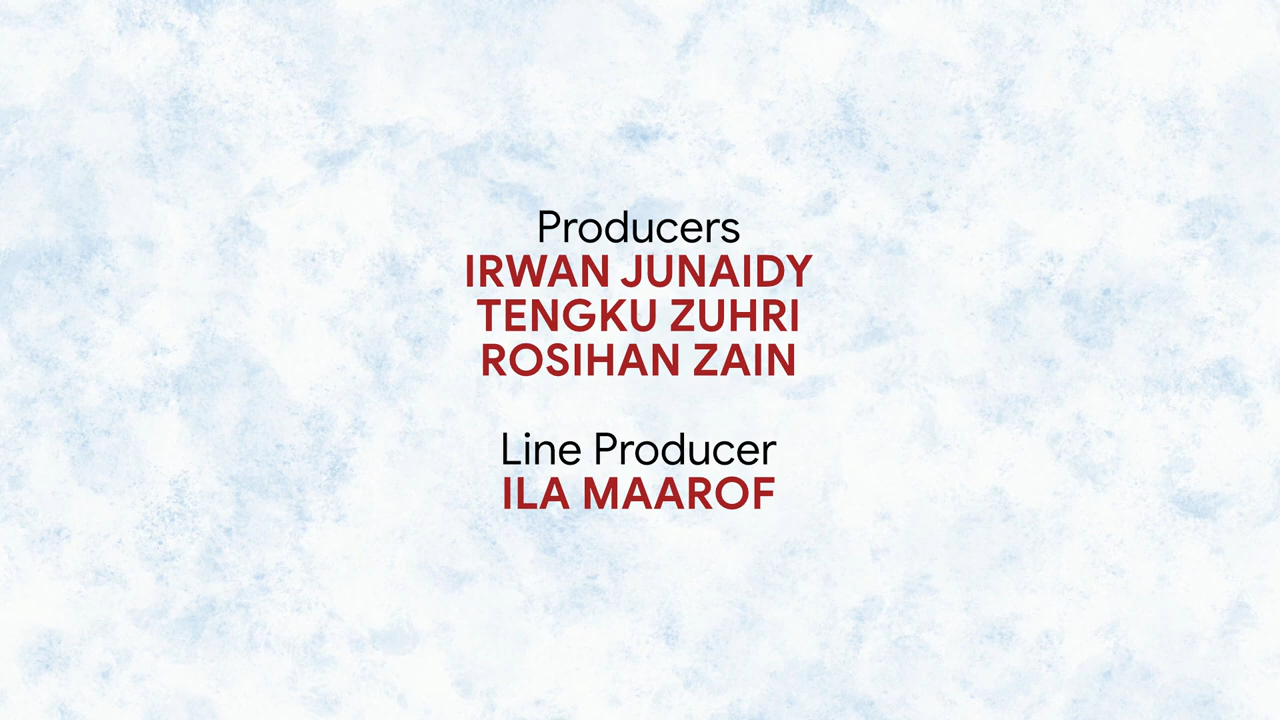 Producers
IRWAN JUNAIDY
TENGKU ZUHRI
ROSIHAN ZAIN
Line Producer
ILA MAAROF